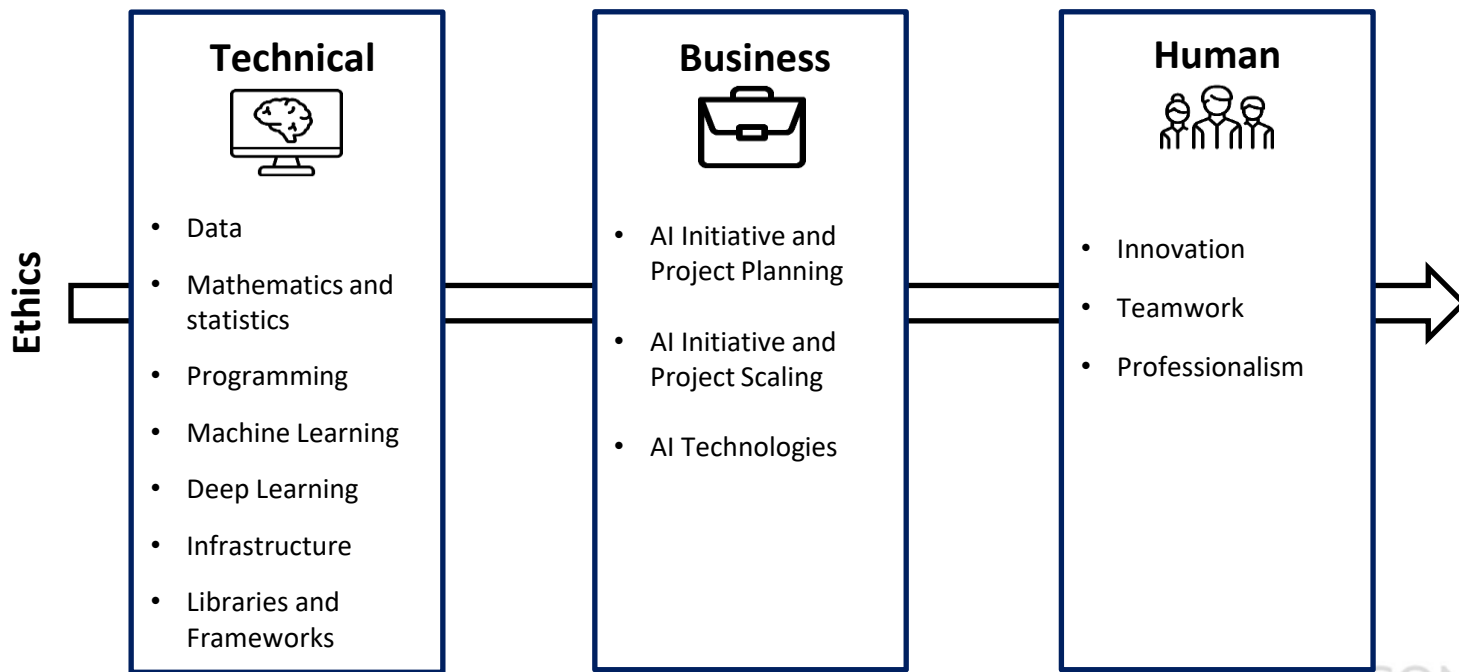 Ethics
Technical
• Data
• Mathematics and
statistics
• Programming
• Machine Learning
• Deep Learning
• Infrastructure
• Libraries and
Frameworks
Business
• AI Initiative and
Project Planning
• AI Initiative and
Project Scaling
• AI Technologies
Human
• Innovation
• Teamwork
• Professionalism